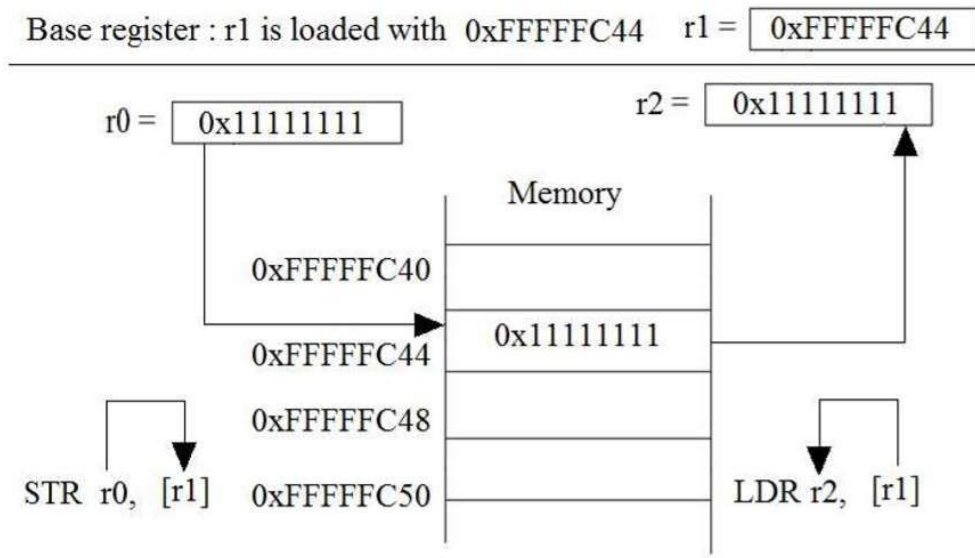 Base register : r1 is loaded with 0xFFFFFC44 r1 = 0xFFFFFC44
r0 = 0x11111111
r2 = 0x11111111
Memory
0xFFFFFC40
0xFFFFFC44 0x11111111
0xFFFFFC48
0xFFFFFC50
STR r0, [r1]
LDR r2, [r1]